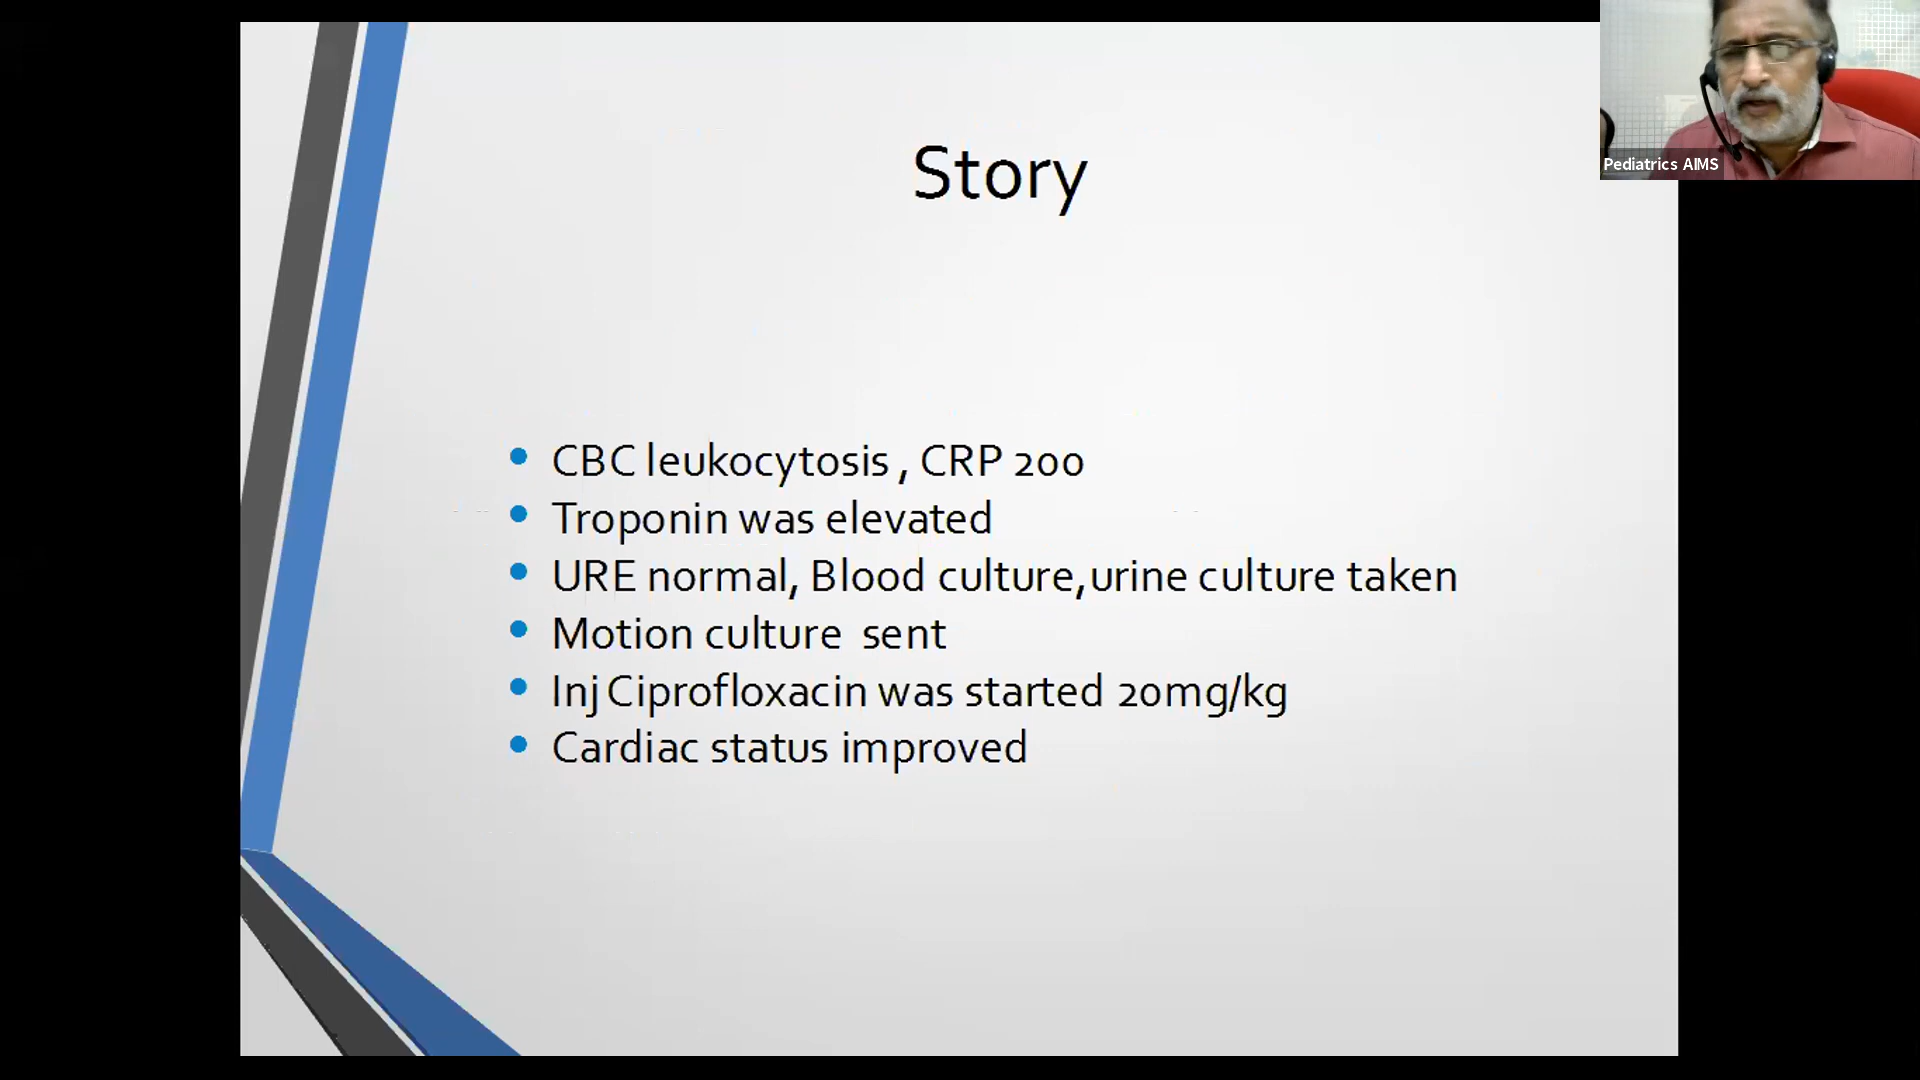 Story
CBC leukocytosis , CRP 200
Troponin was elevated
URE normal, Blood culture,urine culture taken
Motion culture sent
Inj Ciprofloxacin was started 20mg/kg
Cardiac status improved
Pediatrics AIMS